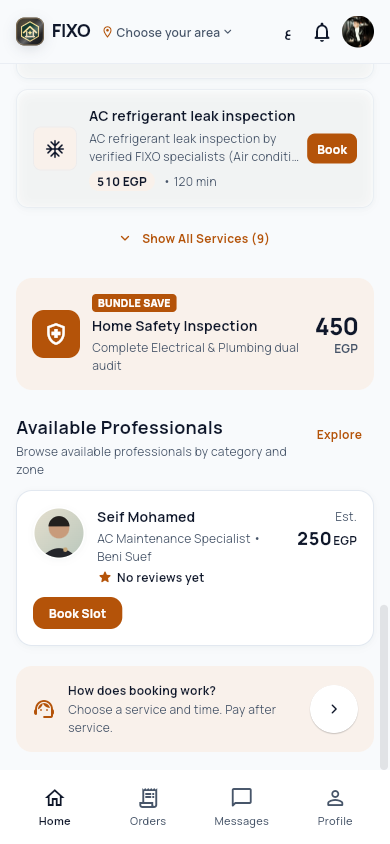 FIXO
Choose your area
ع
AC refrigerant leak inspection
AC refrigerant leak inspection by
verified FIXO specialists (Air conditi...
510 EGP • 120 min
Book
Show All Services (9)
BUNDLE SAVE
Home Safety Inspection
Complete Electrical & Plumbing dual
audit
450
EGP
Available Professionals
Explore
Browse available professionals by category and
zone
Seif Mohamed
AC Maintenance Specialist •
Beni Suef
No reviews yet
Est.
250 EGP
Book Slot
How does booking work?
Choose a service and time. Pay after
service.
Home
Orders
Messages
Profile